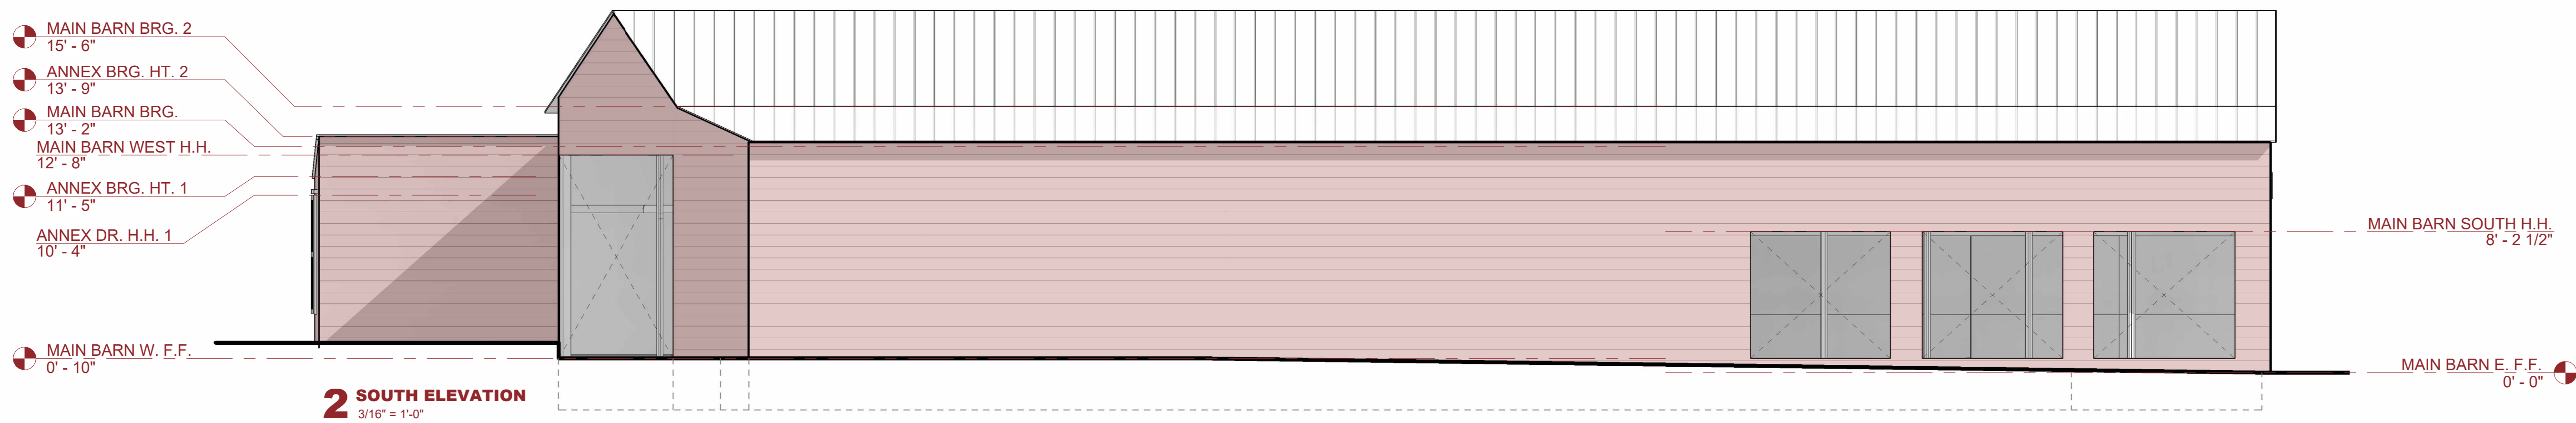 MAIN BARN BRG. 2
15' - 6"
ANNEX BRG. HT. 2
13' - 9"
MAIN BARN BRG.
13' - 2"
MAIN BARN WEST H.H.
12' - 8"
ANNEX BRG. HT. 1
11' - 5"
ANNEX DR. H.H. 1
10' - 4"
MAIN BARN W. F.F.
0' - 10"
2 SOUTH ELEVATION
3/16" = 1'-0"
MAIN BARN SOUTH H.H.
8' - 2 1/2"
MAIN BARN E. F.F.
0' - 0"